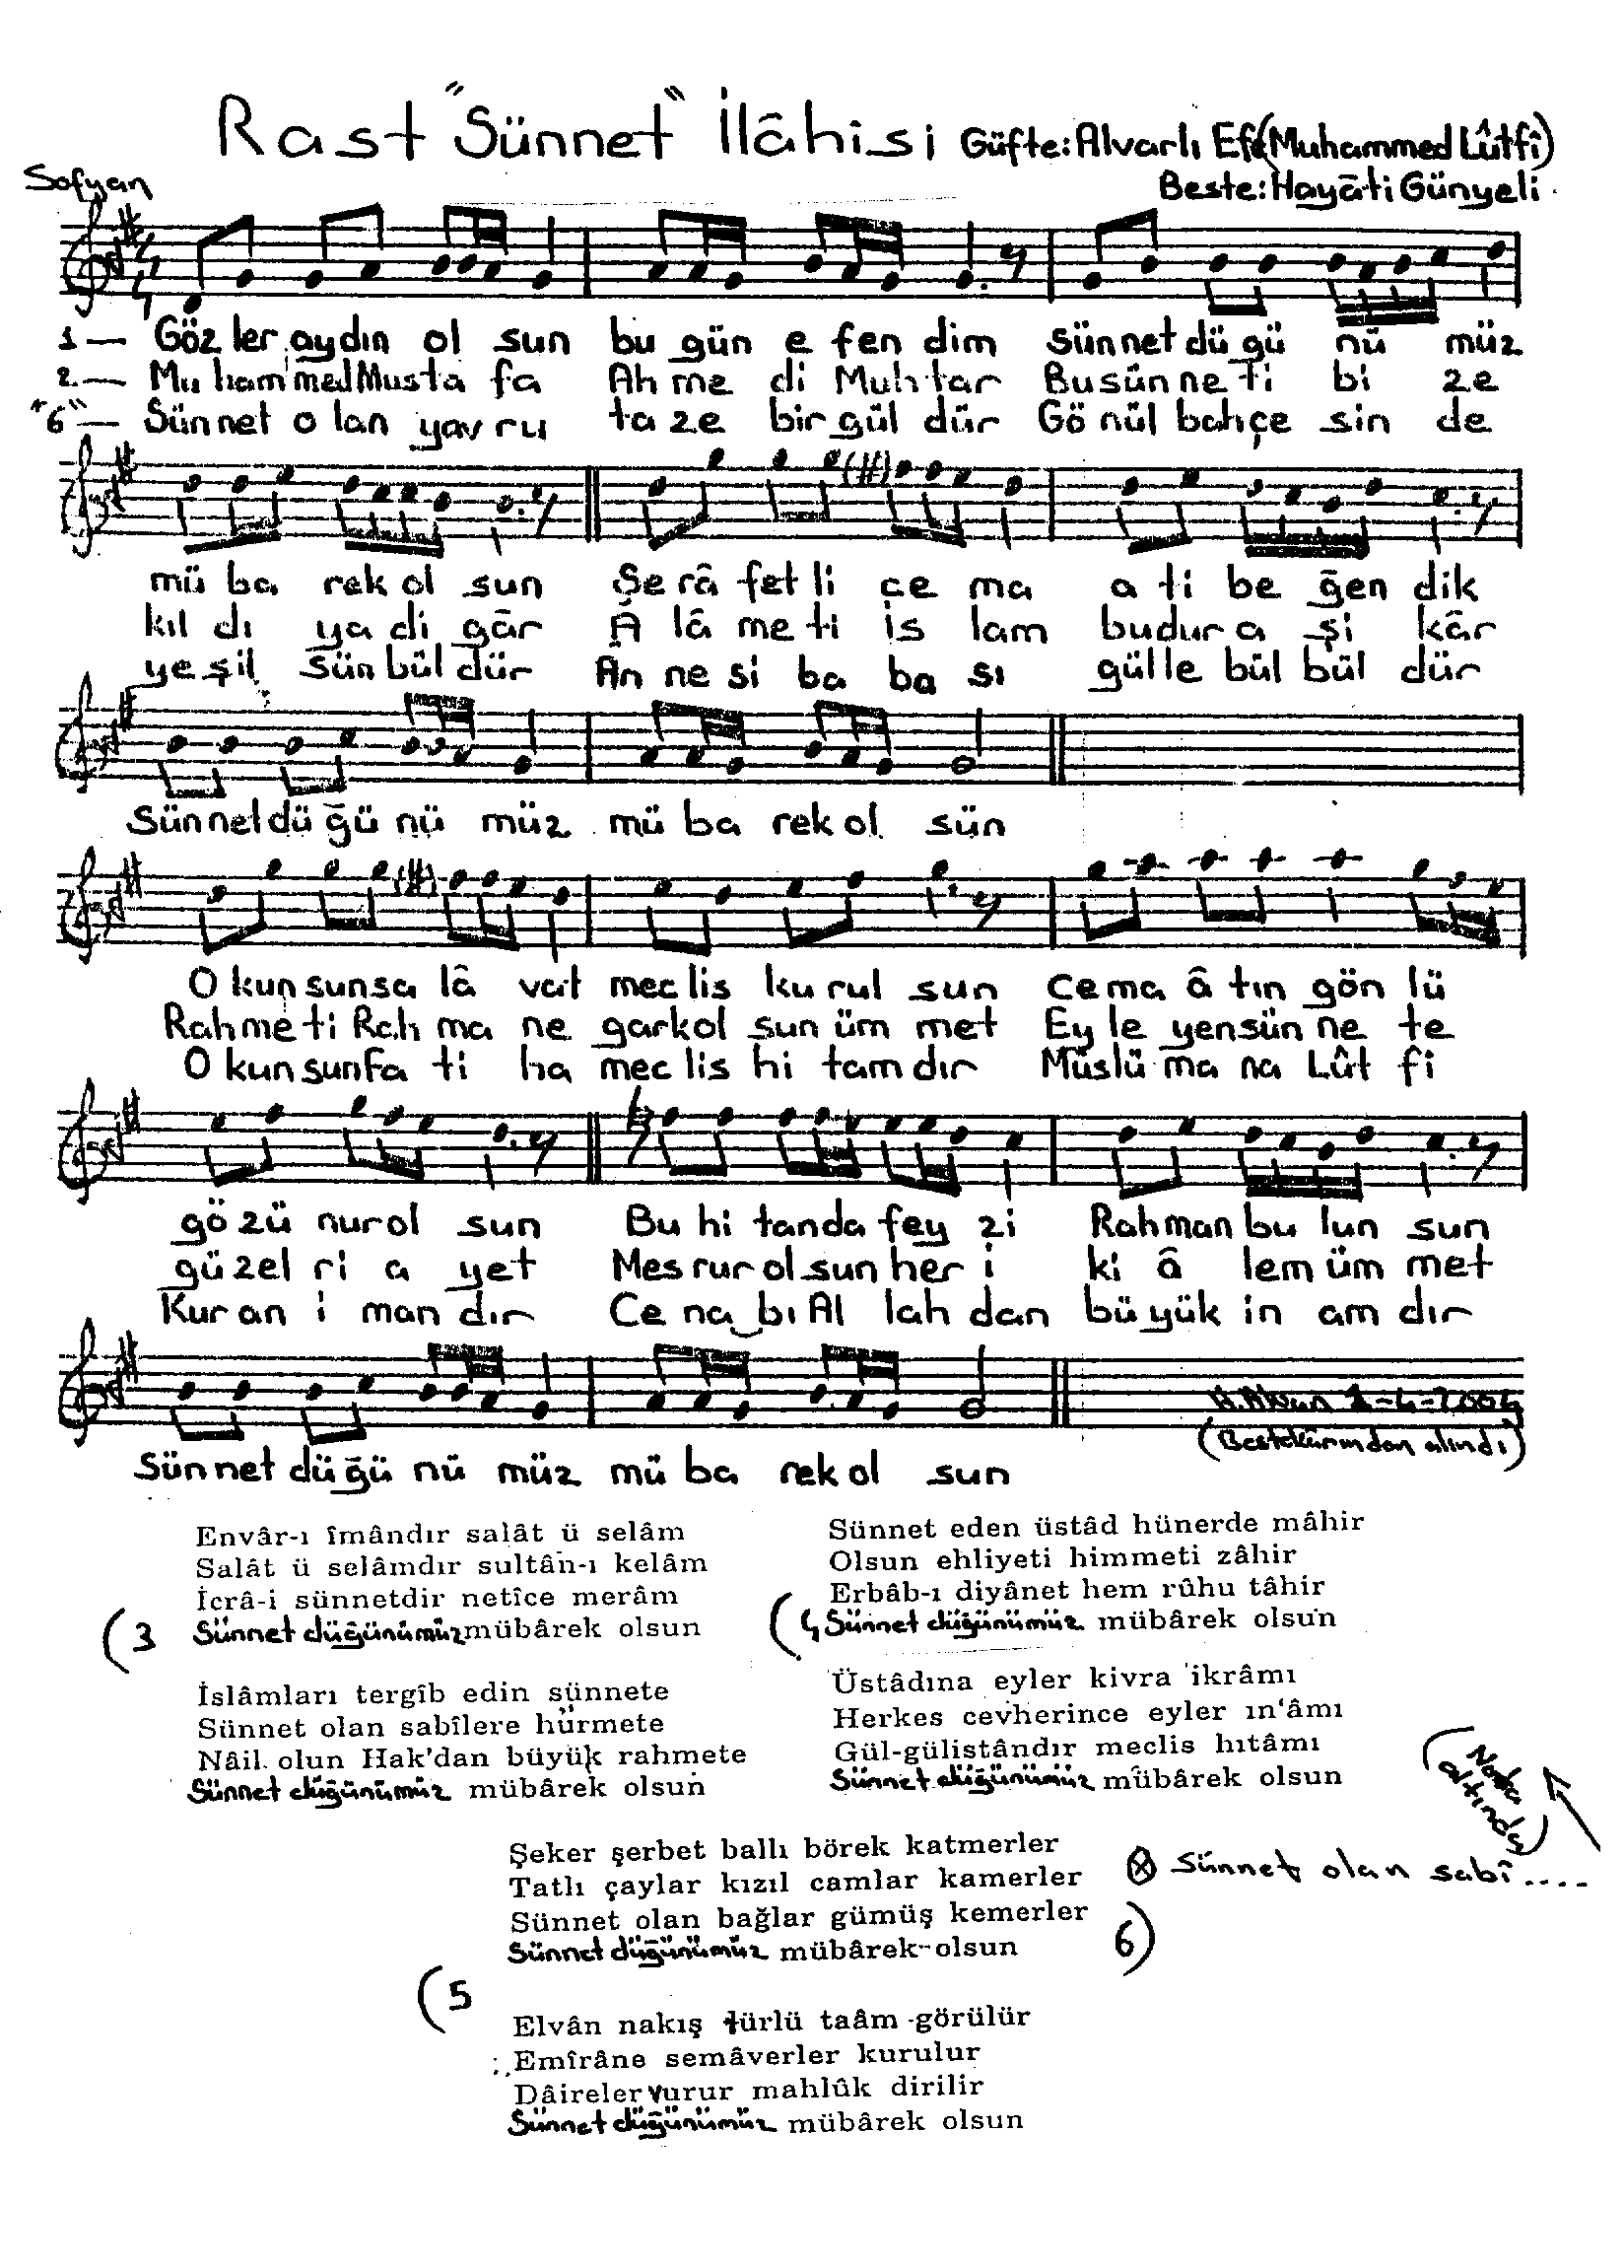 Rast "Sünnet" İlâhisi Güfte: Alvarlı Efe (Muhammed Lûtfî)
Sofyan
Beste: Hayâti Günyeli
1 — Göz ler aydın ol sun bu gün e fen dim Sünnet dü gü nü müz
2 — Mu ham med Musta fa Ah me di Muh tar Bu sün ne ti bi ze
"6" — Sün net o lan yav ru ta ze bir gül dür Gö nül bahçe sin de
mü ba rek ol sun Şe râ fet li ce ma a ti be ğen dik
kıl dı ya di gâr Â lâ me ti is lam budur a şi kâr
ye şil sün bül dür An ne si ba ba sı gül le bül bül dür
Sün net dü ğü nü müz mü ba rek ol sün
O kun sun sa lâ vat mec lis ku rul sun Ce ma â tın gön lü
Rah me ti Rah ma ne gark ol sun üm met Ey le yen sün ne te
O kun sun fa ti ha mec lis hi tam dır Müslü ma na Lût fi
gö zü nur ol sun Bu hi tan da fey zi Rah man bu lun sun
gü zel ri a yet Mes rur ol sun her i ki â lem üm met
Kur an i man dır Ce na bı Al lah dan bü yük in am dır
2-4-2004
(Bestekârından alındı)
Sün net dü ğü nü müz mü ba rek ol sun
Envâr-ı îmândır salât ü selâm
Salât ü selâmdır sultân-ı kelâm
İcrâ-i sünnetdir netîce merâm
(3 Sünnet düğünümüz mübârek olsun
Sünnet eden üstâd hünerde mâhir
Olsun ehliyeti himmeti zâhir
Erbâb-ı diyânet hem rûhu tâhir
(4 Sünnet düğünümüz mübârek olsun
İslâmları tergîb edin sünnete
Sünnet olan sabîlere hürmete
Nâil olun Hak'dan büyük rahmete
Sünnet düğünümüz mübârek olsun
Üstâdına eyler kivra ikrâmı
Herkes cevherince eyler ın'âmı
Gül-gülistândır meclis hıtâmı
Sünnet düğünümüz mübârek olsun
Şeker şerbet ballı börek katmerler
Tatlı çaylar kızıl camlar kamerler
Sünnet olan bağlar gümüş kemerler
Sünnet düğünümüz mübârek olsun
(5
Elvân nakış türlü taâm görülür
Emîrâne semâverler kurulur
Dâireler vurur mahlûk dirilir
Sünnet düğünümüz mübârek olsun
(Nota altında)
⊗ Sünnet olan sabî....
6)